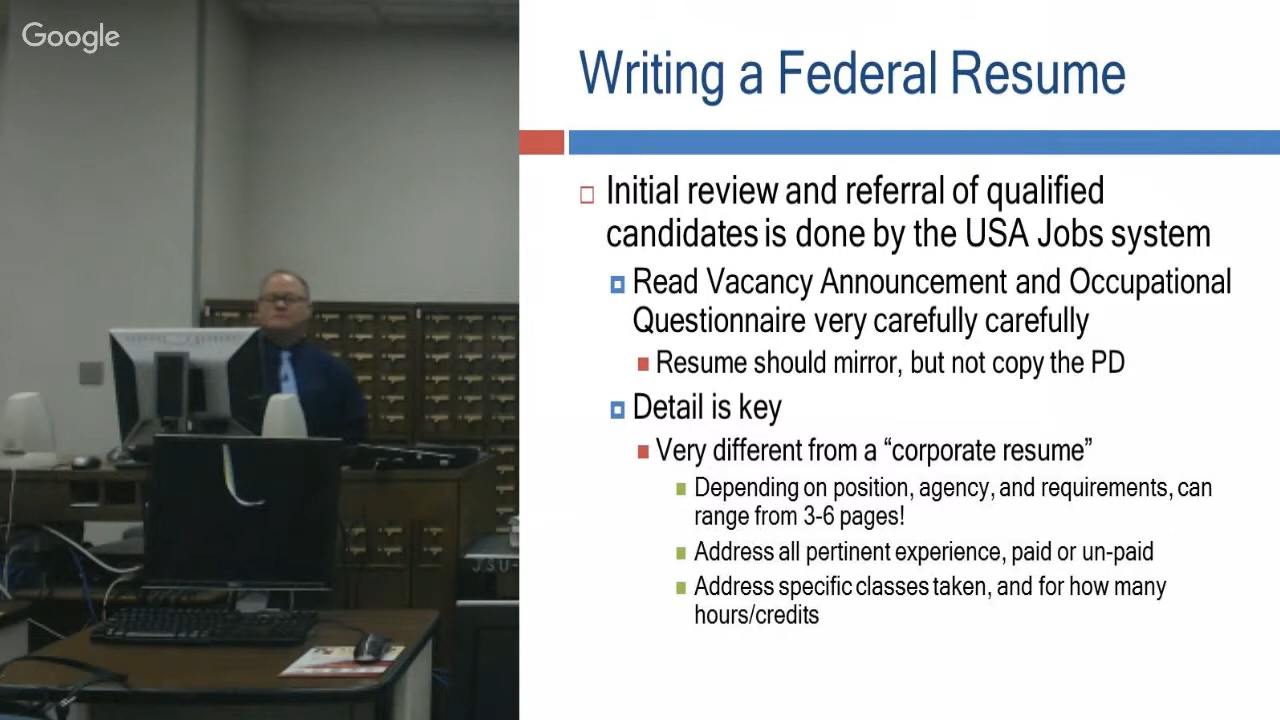 Google
Writing a Federal Resume
Initial review and referral of qualified
candidates is done by the USA Jobs system
Read Vacancy Announcement and Occupational
Questionnaire very carefully carefully
Resume should mirror, but not copy the PD
Detail is key
Very different from a “corporate resume”
Depending on position, agency, and requirements, can
range from 3-6 pages!
Address all pertinent experience, paid or un-paid
Address specific classes taken, and for how many
hours/credits
JSU-